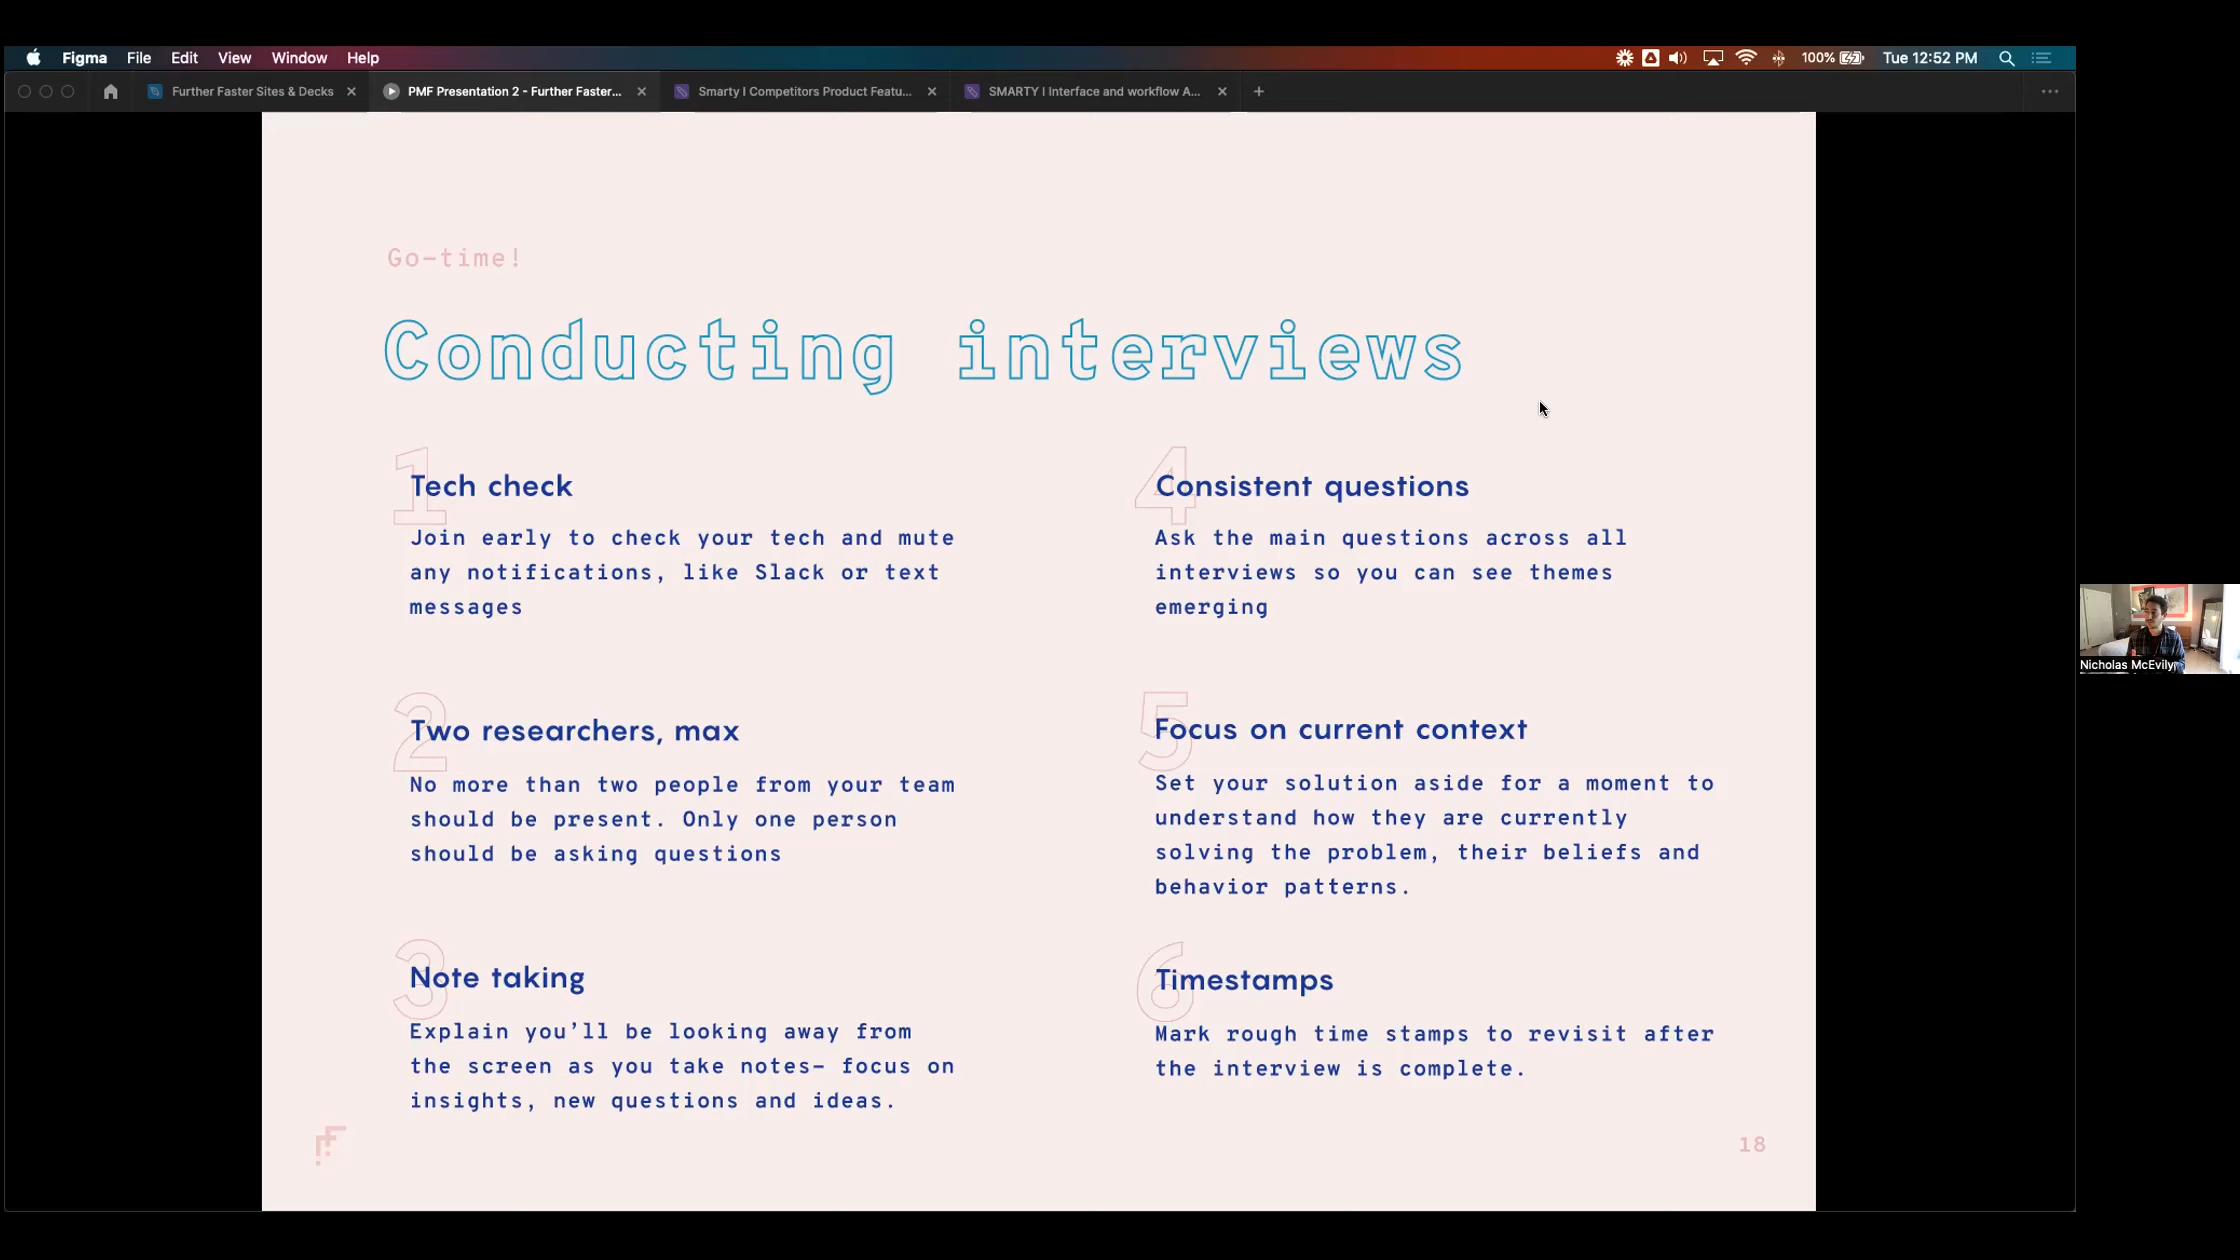 Figma File Edit View Window Help
100% Tue 12:52 PM
Further Faster Sites & Decks
PMF Presentation 2 - Further Faster...
Smarty I Competitors Product Featu...
SMARTY I Interface and workflow A...
Go-time!
Conducting interviews
1
Tech check
Join early to check your tech and mute
any notifications, like Slack or text
messages
2
Two researchers, max
No more than two people from your team
should be present. Only one person
should be asking questions
3
Note taking
Explain you’ll be looking away from
the screen as you take notes– focus on
insights, new questions and ideas.
4
Consistent questions
Ask the main questions across all
interviews so you can see themes
emerging
5
Focus on current context
Set your solution aside for a moment to
understand how they are currently
solving the problem, their beliefs and
behavior patterns.
6
Timestamps
Mark rough time stamps to revisit after
the interview is complete.
18
Nicholas McEvily